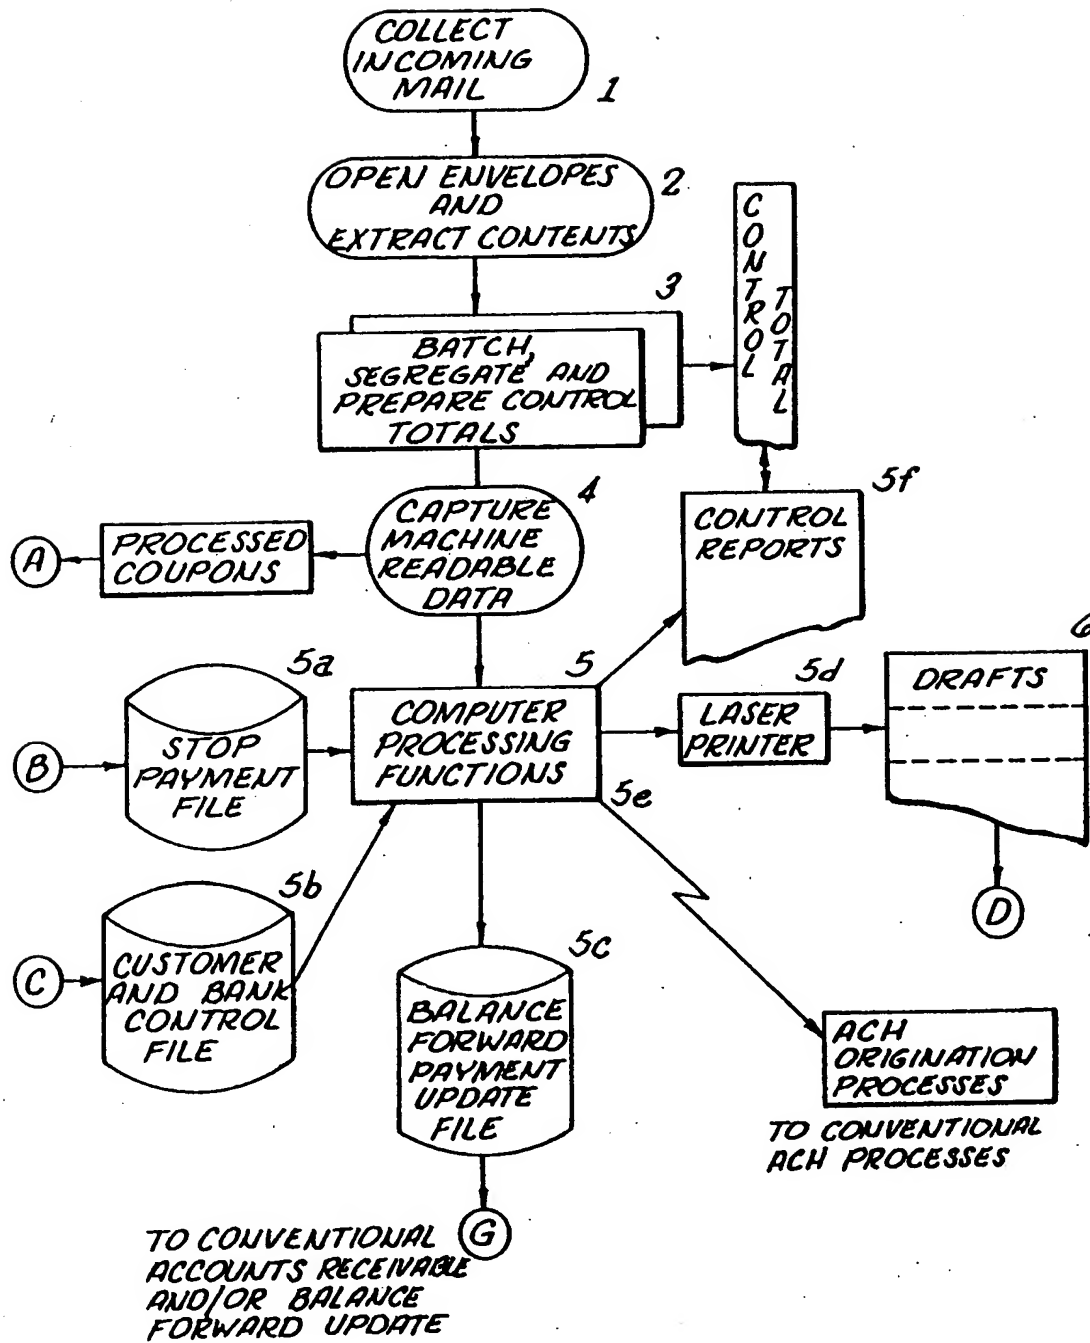 COLLECT
INCOMING
MAIL
1
OPEN ENVELOPES
AND
EXTRACT CONTENTS
2
3
BATCH,
SEGREGATE, AND
PREPARE CONTROL
TOTALS
CONTROL
TOTAL
4
CAPTURE
MACHINE
READABLE
DATA
PROCESSED
COUPONS
A
5f
CONTROL
REPORTS
5a
STOP
PAYMENT
FILE
B
5
COMPUTER
PROCESSING
FUNCTIONS
5d
LASER
PRINTER
6
DRAFTS
D
5e
5b
CUSTOMER
AND BANK
CONTROL
FILE
C
5c
BALANCE
FORWARD
PAYMENT
UPDATE
FILE
ACH
ORIGINATION
PROCESSES
TO CONVENTIONAL
ACH PROCESSES
G
TO CONVENTIONAL
ACCOUNTS RECEIVABLE
AND/OR BALANCE
FORWARD UPDATE